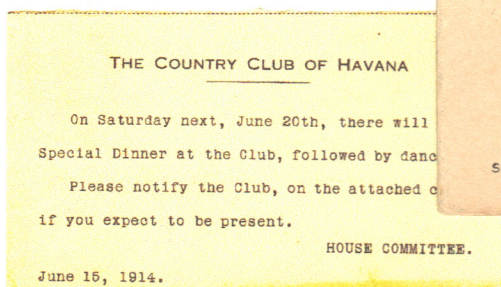 THE COUNTRY CLUB OF HAVANA
On Saturday next, June 20th, there will
Special Dinner at the Club, followed by danc
Please notify the Club, on the attached c
if you expect to be present.
HOUSE COMMITTEE.
June 15, 1914.
s